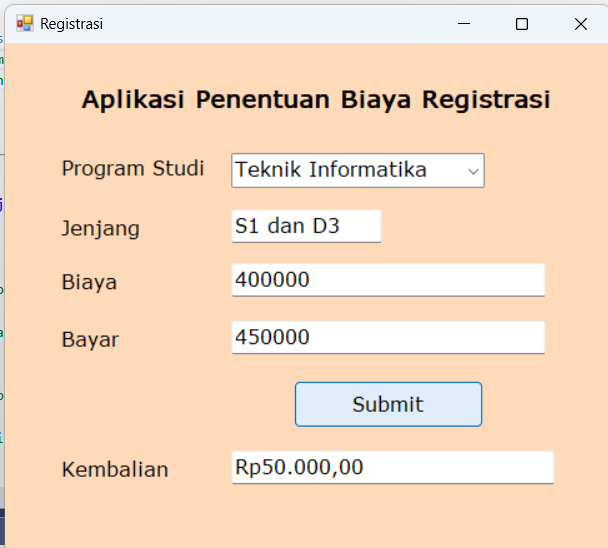 Registrasi
Aplikasi Penentuan Biaya Registrasi
Program Studi Teknik Informatika
Jenjang S1 dan D3
Biaya 400000
Bayar 450000
Submit
Kembalian Rp50.000,00